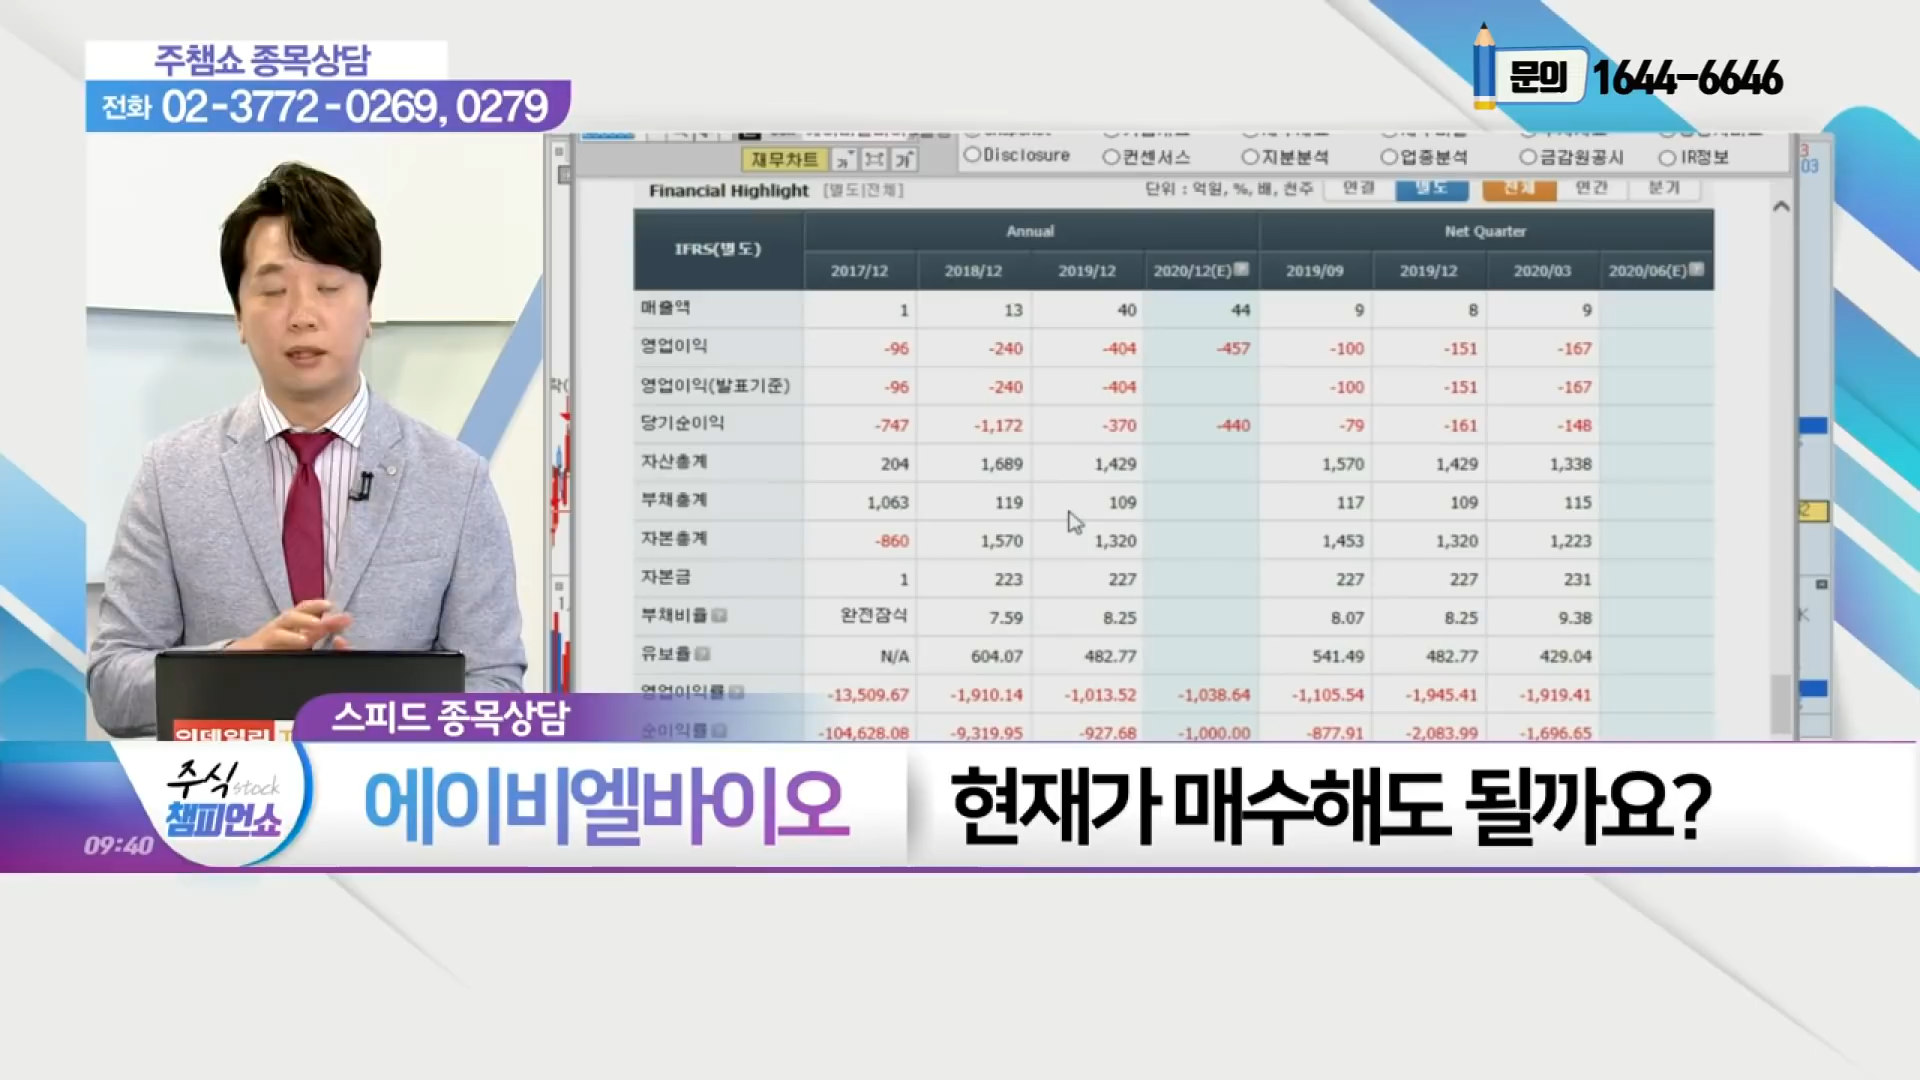 주챔쇼 종목상담
전화 02-3772-0269, 0279
문의 1644-6646
재무차트
Disclosure 컨센서스 지분분석 업종분석 금감원공시 IR정보
Financial Highlight [별도|전체] 단위 : 억원, %, 배, 천주 연결 별도 전체 연간 분기
IFRS(별도) Annual Net Quarter
2017/12 2018/12 2019/12 2020/12(E) 2019/09 2019/12 2020/03 2020/06(E)
매출액 1 13 40 44 9 8 9
영업이익 -96 -240 -404 -457 -100 -151 -167
영업이익(발표기준) -96 -240 -404 -100 -151 -167
당기순이익 -747 -1,172 -370 -440 -79 -161 -148
자산총계 204 1,689 1,429 1,570 1,429 1,338
부채총계 1,063 119 109 117 109 115
자본총계 -860 1,570 1,320 1,453 1,320 1,223
자본금 1 223 227 227 227 231
부채비율 완전잠식 7.59 8.25 8.07 8.25 9.38
유보율 N/A 604.07 482.77 541.49 482.77 429.04
영업이익률 -13,509.67 -1,910.14 -1,013.52 -1,038.64 -1,105.54 -1,945.41 -1,919.41
순이익률 -104,628.08 -9,319.95 -927.68 -1,000.00 -877.91 -2,083.99 -1,696.65
스피드 종목상담
주식 stock
챔피언쇼
09:40
에이비엘바이오 현재가 매수해도 될까요?